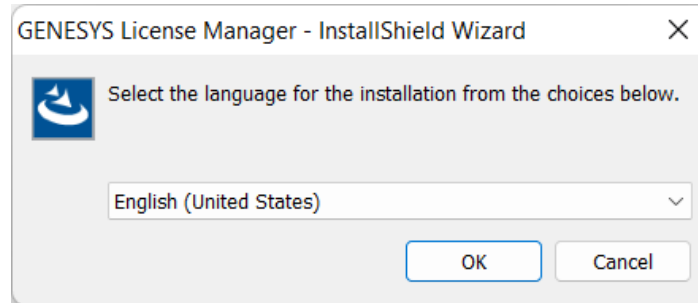 GENESYS License Manager - InstallShield Wizard
Select the language for the installation from the choices below.
English (United States)
OK Cancel